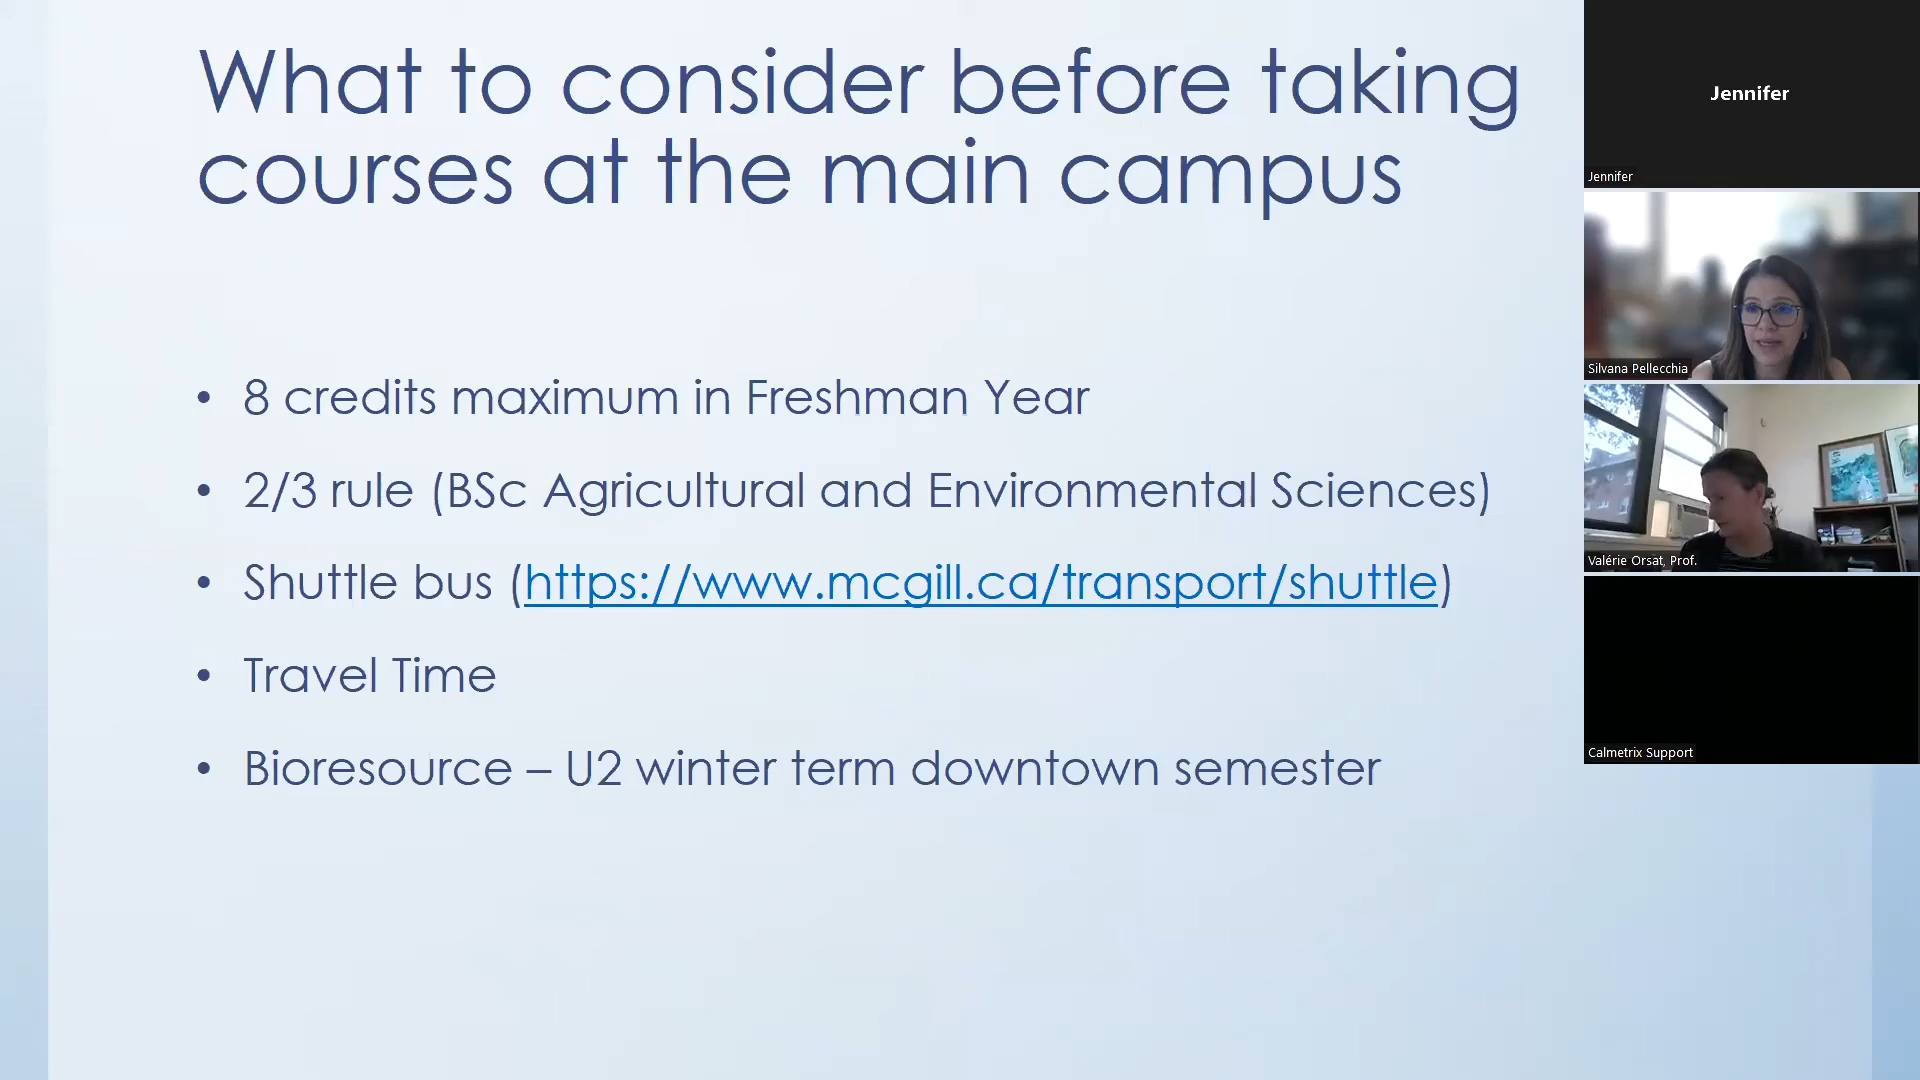 What to consider before taking
courses at the main campus
• 8 credits maximum in Freshman Year
• 2/3 rule (BSc Agricultural and Environmental Sciences)
• Shuttle bus (https://www.mcgill.ca/transport/shuttle)
• Travel Time
• Bioresource – U2 winter term downtown semester
Jennifer
Jennifer
Silvana Pellecchia
Valérie Orsat, Prof.
Calmetrix Support